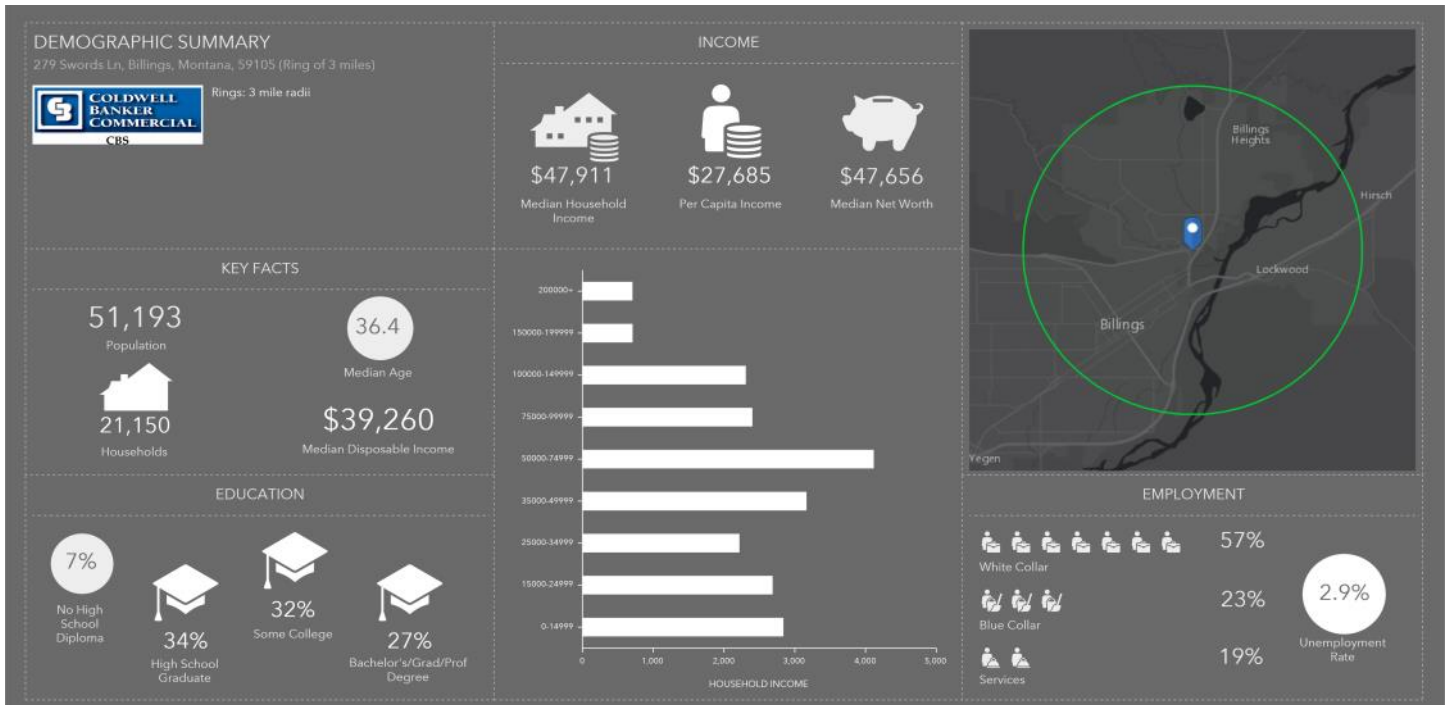 DEMOGRAPHIC SUMMARY
279 Swords Ln, Billings, Montana, 59105 (Ring of 3 miles)
COLDWELL
BANKER
COMMERCIAL
CBS
Rings: 3 mile radii
INCOME
$47,911
Median Household
Income
$27,685
Per Capita Income
$47,656
Median Net Worth
Billings
Heights
Hirsch
Lockwood
Billings
Yegen
KEY FACTS
51,193
Population
36.4
Median Age
21,150
Households
$39,260
Median Disposable Income
200000+
150000-199999
100000-149999
75000-99999
50000-74999
35000-49999
25000-34999
15000-24999
0-14999
0
1,000
2,000
3,000
4,000
5,000
HOUSEHOLD INCOME
EDUCATION
7%
No High
School
Diploma
34%
High School
Graduate
32%
Some College
27%
Bachelor's/Grad/Prof
Degree
EMPLOYMENT
57%
White Collar
23%
Blue Collar
19%
Services
2.9%
Unemployment
Rate